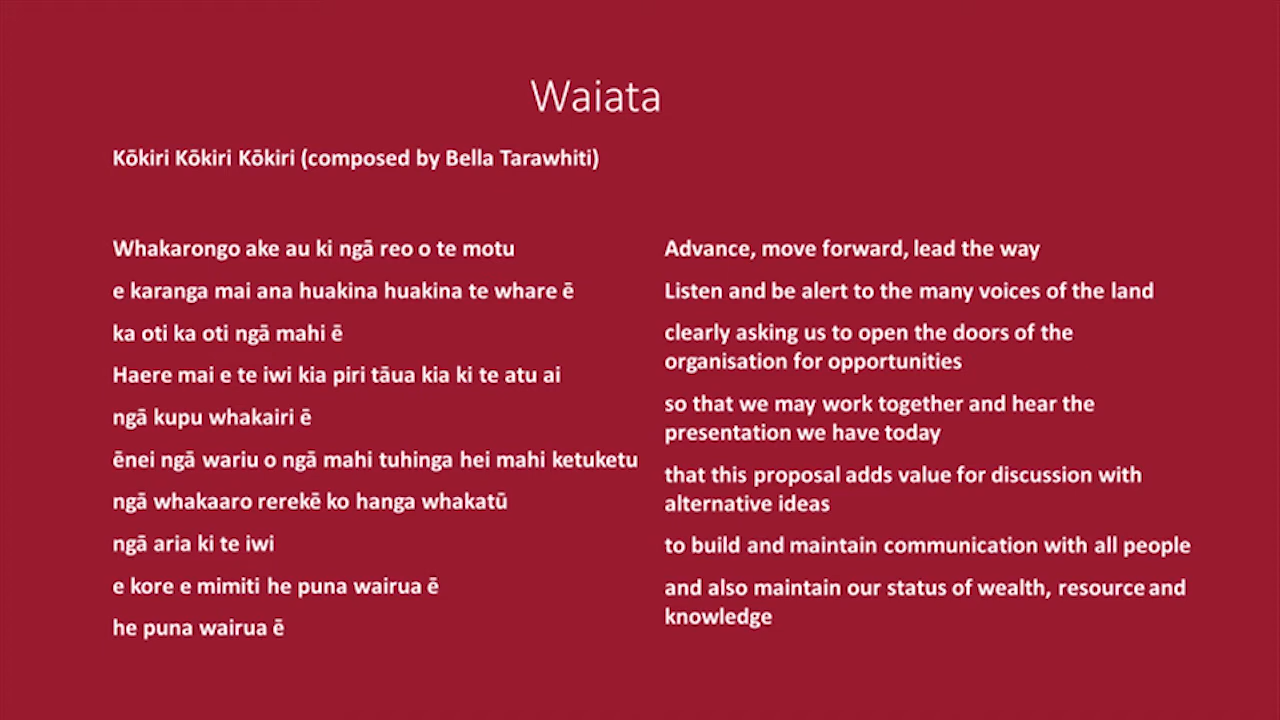 Waiata
Kōkiri Kōkiri Kōkiri (composed by Bella Tarawhiti)
Whakarongo ake au ki ngā reo o te motu
e karanga mai ana huakina huakina te whare ē
ka oti ka oti ngā mahi ē
Haere mai e te iwi kia piri tāua kia ki te atu ai
ngā kupu whakairi ē
ēnei ngā wariu o ngā mahi tuhinga hei mahi ketuketu
ngā whakaaro rerekē ko hanga whakatū
ngā aria ki te iwi
e kore e mimiti he puna wairua ē
he puna wairua ē
Advance, move forward, lead the way
Listen and be alert to the many voices of the land
clearly asking us to open the doors of the
organisation for opportunities
so that we may work together and hear the
presentation we have today
that this proposal adds value for discussion with
alternative ideas
to build and maintain communication with all people
and also maintain our status of wealth, resource and
knowledge